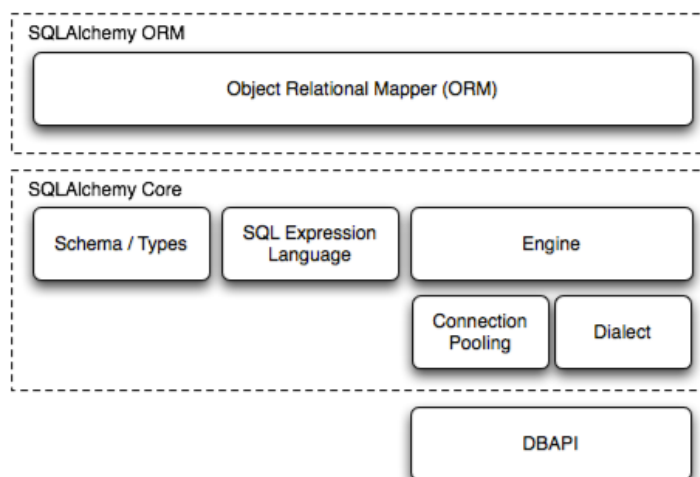 SQLAlchemy ORM
Object Relational Mapper (ORM)
SQLAlchemy Core
Schema / Types
SQL Expression
Language
Engine
Connection
Pooling
Dialect
DBAPI